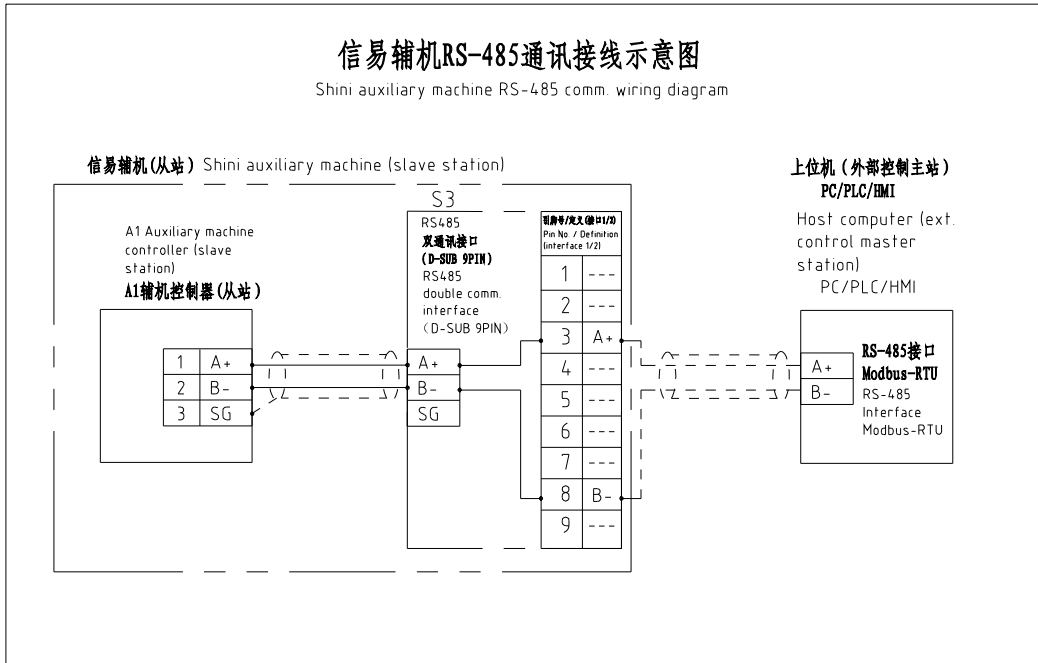 信易辅机RS-485通讯接线示意图
Shini auxiliary machine RS-485 comm. wiring diagram
信易辅机(从站) Shini auxiliary machine (slave station)
A1 Auxiliary machine
controller (slave
station)
A1辅机控制器(从站)
1 A+
2 B-
3 SG
S3
RS485
双通讯接口
(D-SUB 9PIN)
RS485
double comm.
interface
(D-SUB 9PIN)
A+
B-
SG
引脚号/定义(接口1/2)
Pin No. / Definition
(interface 1/2)
1 ---
2 ---
3 A+
4 ---
5 ---
6 ---
7 ---
8 B-
9 ---
上位机(外部控制主站)
PC/PLC/HMI
Host computer (ext.
control master
station)
PC/PLC/HMI
A+
B-
RS-485接口
Modbus-RTU
RS-485
Interface
Modbus-RTU